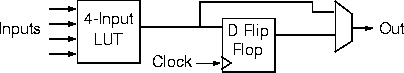 4-Input
LUT
Inputs
D Flip
Flop
Out
Clock